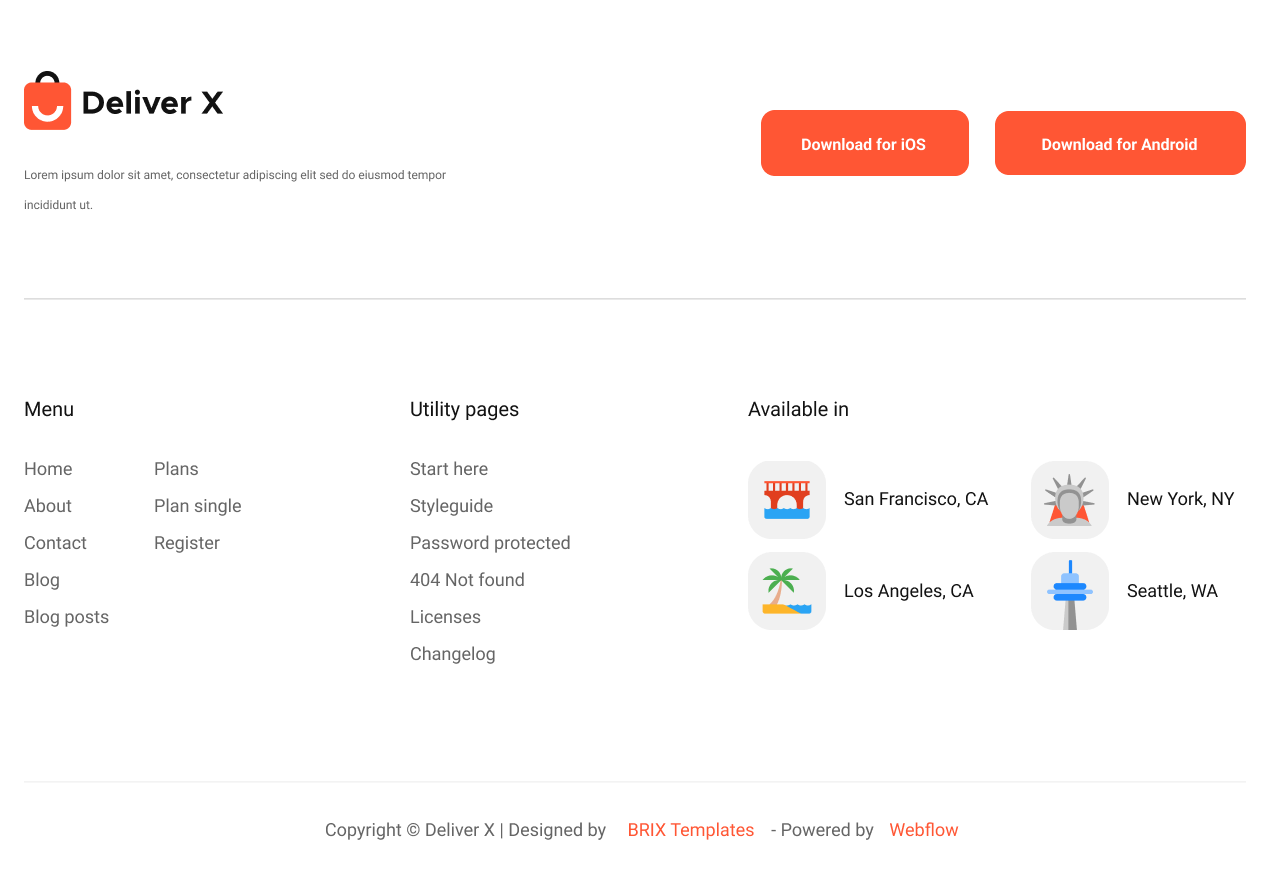 Deliver X
Lorem ipsum dolor sit amet, consectetur adipiscing elit sed do eiusmod tempor
incididunt ut.
Download for iOS
Download for Android
Menu
Home
About
Contact
Blog
Blog posts
Plans
Plan single
Register
Utility pages
Start here
Styleguide
Password protected
404 Not found
Licenses
Changelog
Available in
San Francisco, CA
New York, NY
Los Angeles, CA
Seattle, WA
Copyright © Deliver X | Designed by BRIX Templates - Powered by Webflow